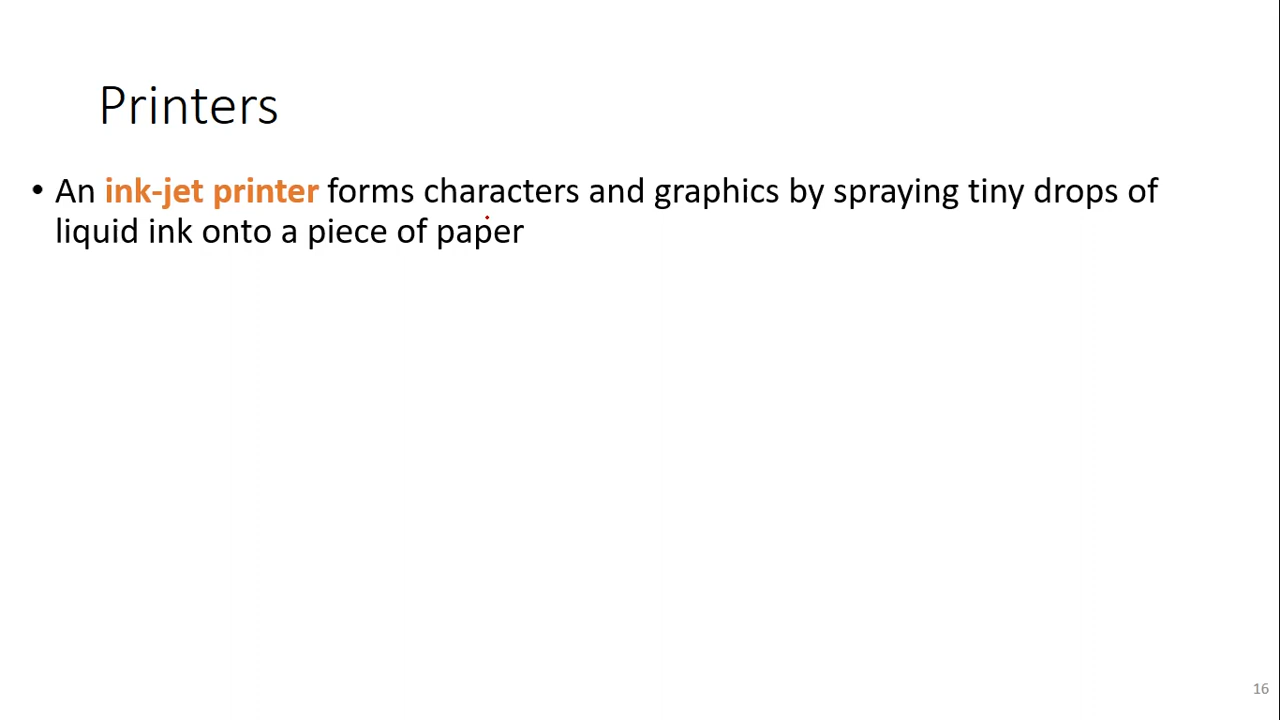 Printers
• An ink-jet printer forms characters and graphics by spraying tiny drops of
liquid ink onto a piece of paper
16